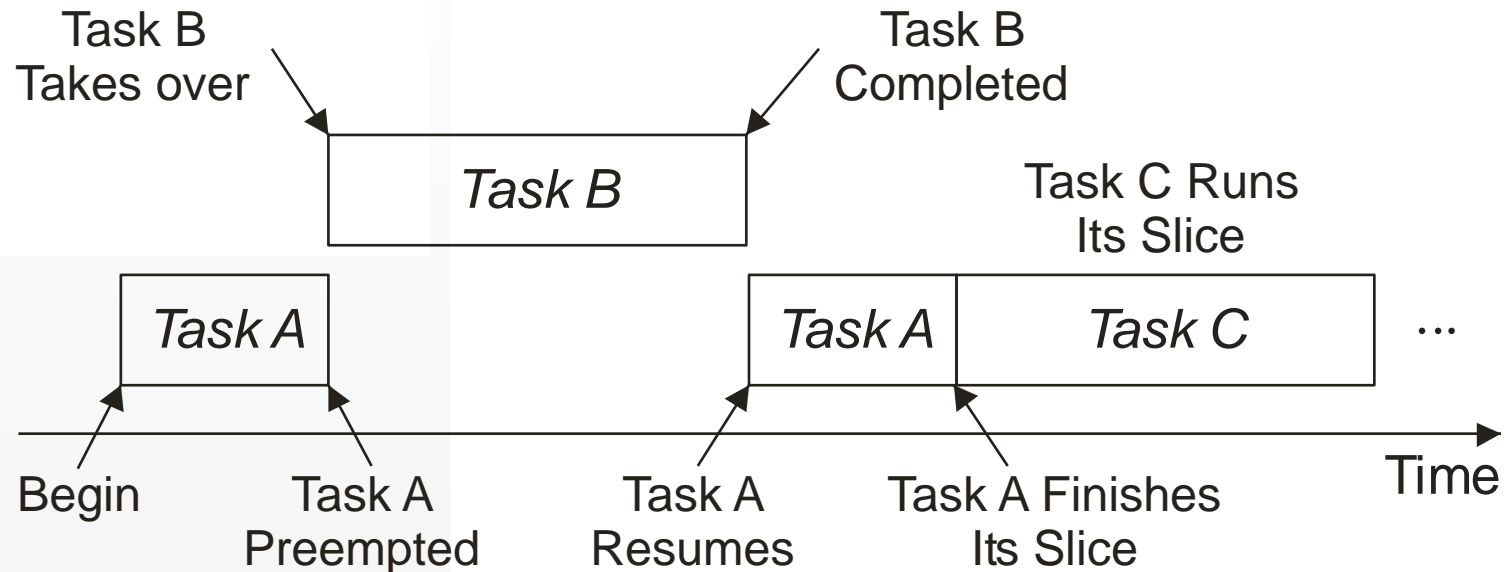 Task B
Takes over
Task B
Completed
Task B
Task C Runs
Its Slice
Task A
Task A
Task C
...
Time
Begin
Task A
Preempted
Task A
Resumes
Task A Finishes
Its Slice